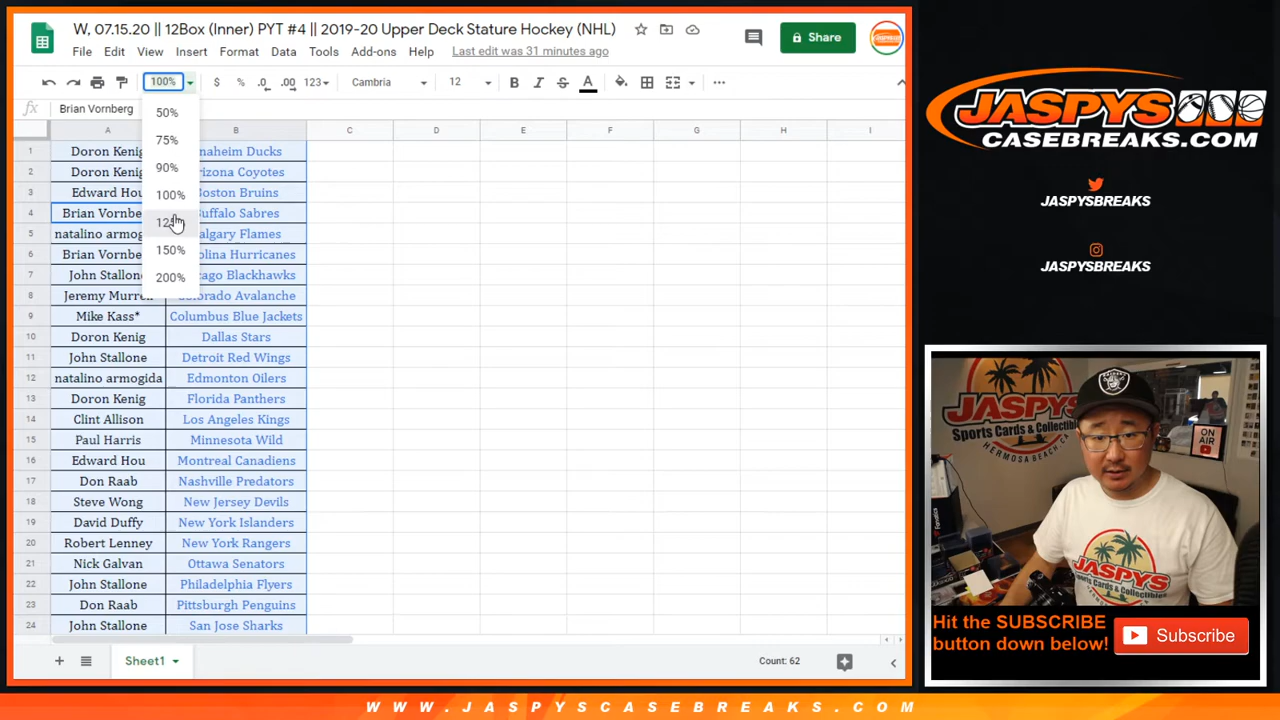 W, 07.15.20 || 12Box (Inner) PYT #4 || 2019-20 Upper Deck Stature Hockey (NHL)
File Edit View Insert Format Data Tools Add-ons Help Last edit was 31 minutes ago
Share
100% $ % .0 .00 123 Cambria 12 B I S A
fx Brian Vornberg
50%
75%
90%
100%
150%
200%
A B C D E F G H I
1 Doron Kenig naheim Ducks
2 Doron Kenig rizona Coyotes
3 Edward Hou Boston Bruins
4 Brian Vornbe uffalo Sabres
5 natalino armog algary Flames
6 Brian Vornbe olina Hurricanes
7 John Stallone cago Blackhawks
8 Jeremy Murre olorado Avalanche
9 Mike Kass* Columbus Blue Jackets
10 Doron Kenig Dallas Stars
11 John Stallone Detroit Red Wings
12 natalino armogida Edmonton Oilers
13 Doron Kenig Florida Panthers
14 Clint Allison Los Angeles Kings
15 Paul Harris Minnesota Wild
16 Edward Hou Montreal Canadiens
17 Don Raab Nashville Predators
18 Steve Wong New Jersey Devils
19 David Duffy New York Islanders
20 Robert Lenney New York Rangers
21 Nick Galvan Ottawa Senators
22 John Stallone Philadelphia Flyers
23 Don Raab Pittsburgh Penguins
24 John Stallone San Jose Sharks
Sheet1
Count: 62
JASPYS
CASEBREAKS.COM
JASPYSBREAKS
JASPYSBREAKS
JASPYS
Sports Cards & Collectibles
HERMOSA BEACH, CA
ON
AIR
RAIDERS
JASPYS
Hit the SUBSCRIBE
button down below!
Subscribe
WWW.JASPYSCASEBREAKS.COM